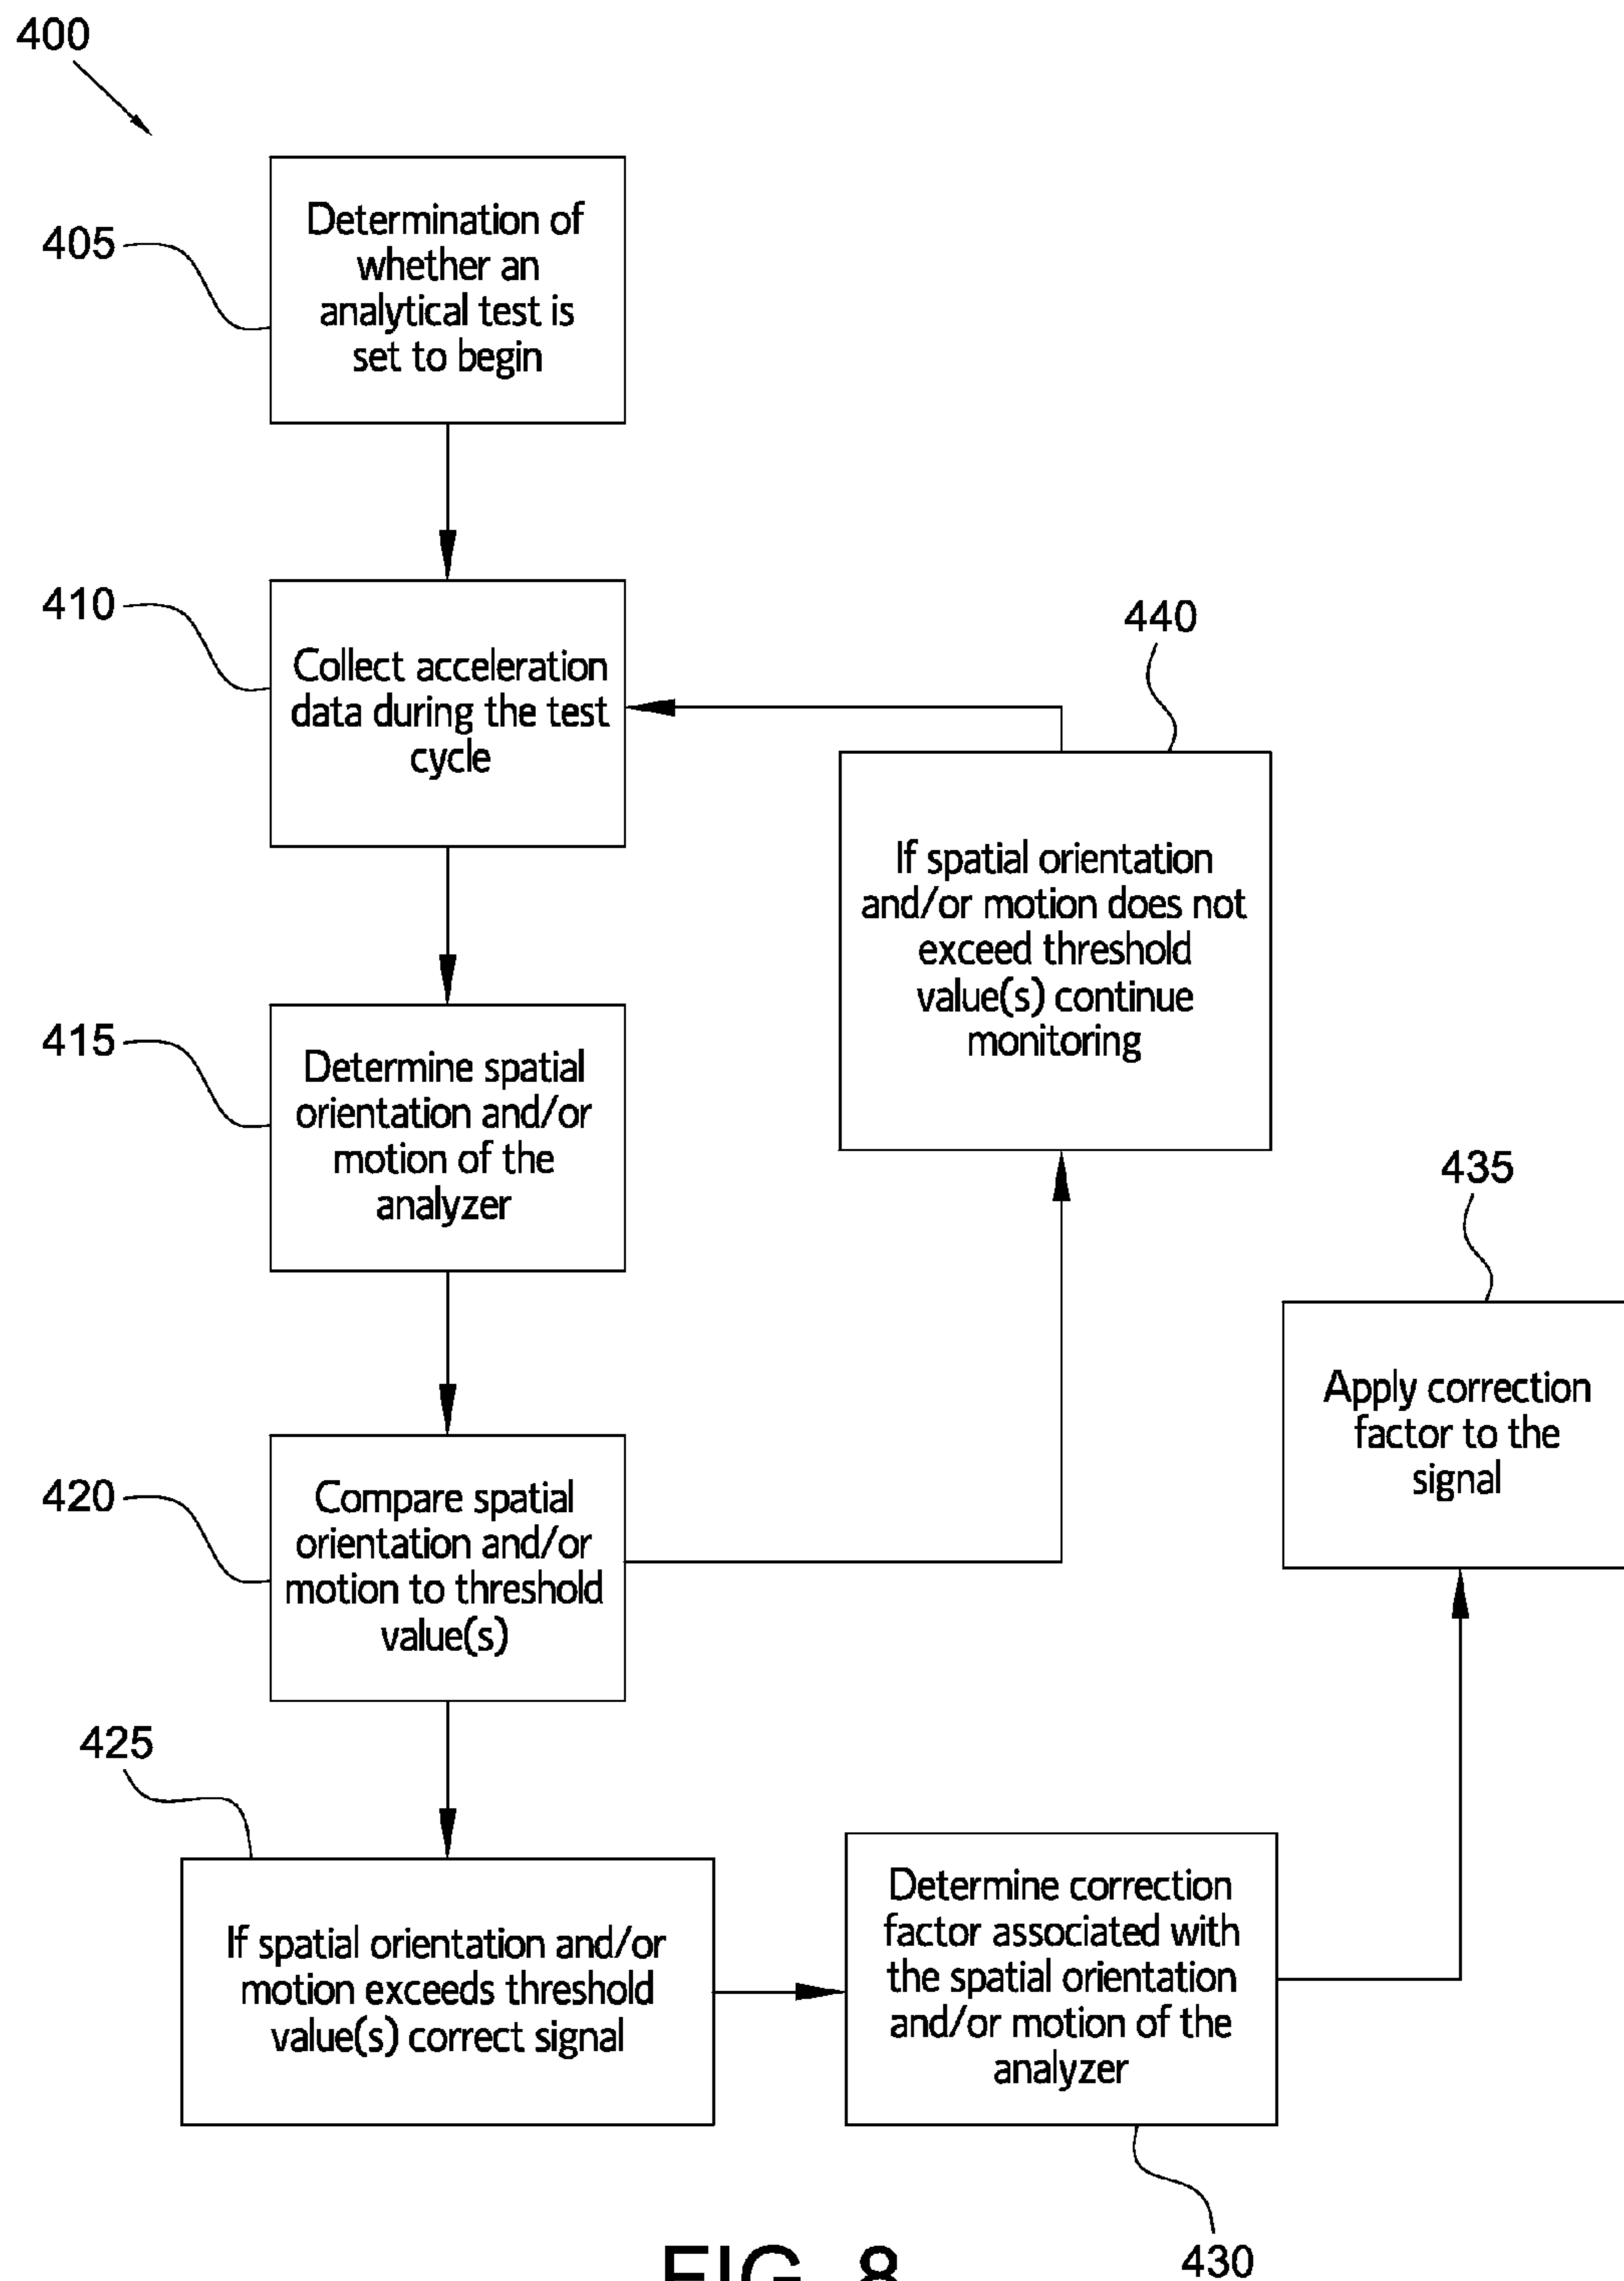 400
405
Determination of
whether an
analytical test is
set to begin
410
Collect acceleration
data during the test
cycle
440
If spatial orientation
and/or motion does not
exceed threshold
value(s) continue
monitoring
415
Determine spatial
orientation and/or
motion of the
analyzer
435
Apply correction
factor to the
signal
420
Compare spatial
orientation and/or
motion to threshold
value(s)
425
If spatial orientation and/or
motion exceeds threshold
value(s) correct signal
Determine correction
factor associated with
the spatial orientation
and/or motion of the
analyzer
430
FIG. 8